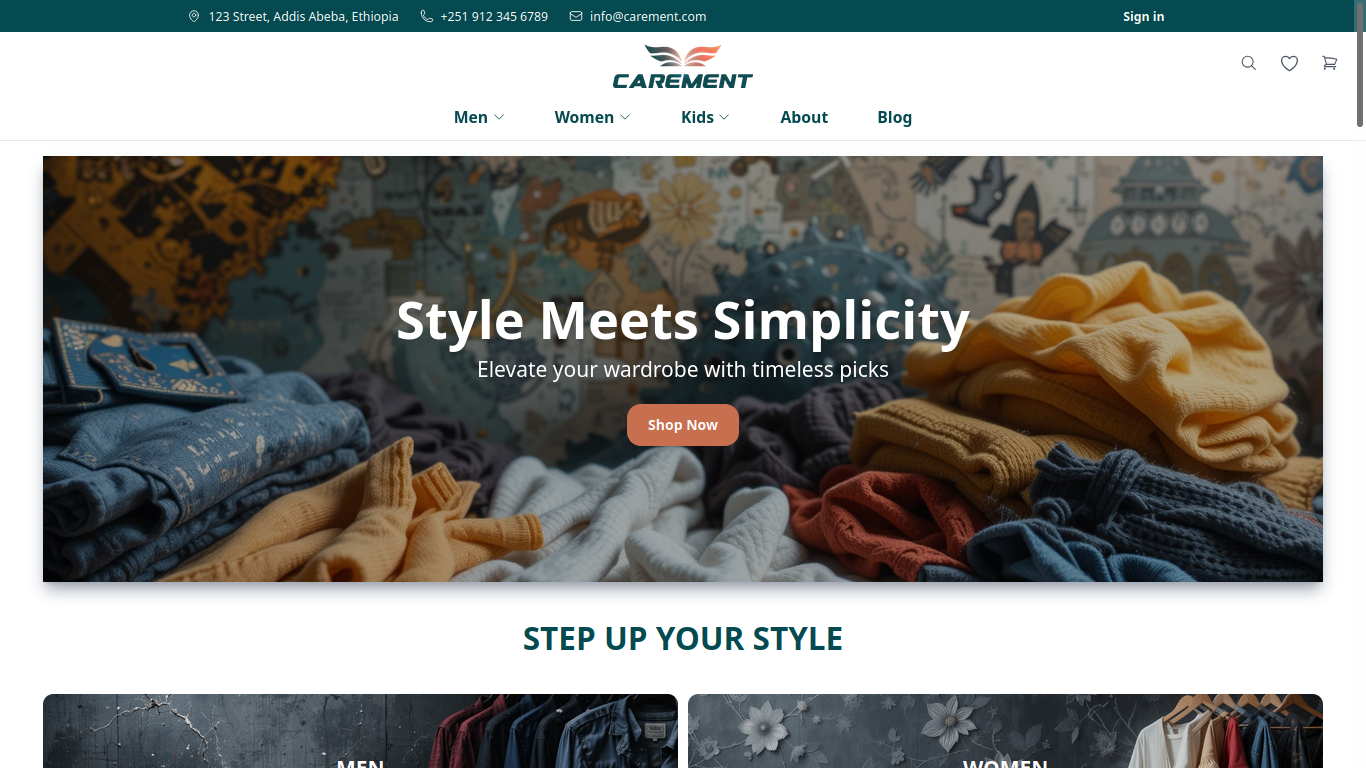 123 Street, Addis Abeba, Ethiopia +251 912 345 6789 info@carement.com Sign in
CAREMENT
Men Women Kids About Blog
Style Meets Simplicity
Elevate your wardrobe with timeless picks
Shop Now
STEP UP YOUR STYLE
MEN WOMEN